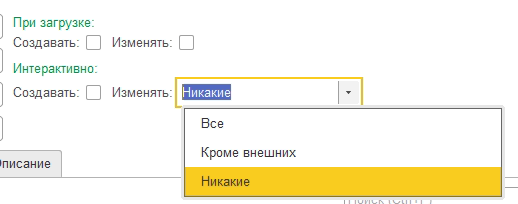 При загрузке:
Создавать: Изменять:
Интерактивно:
Создавать: Изменять: Никакие
Все
Кроме внешних
Никакие
Описание